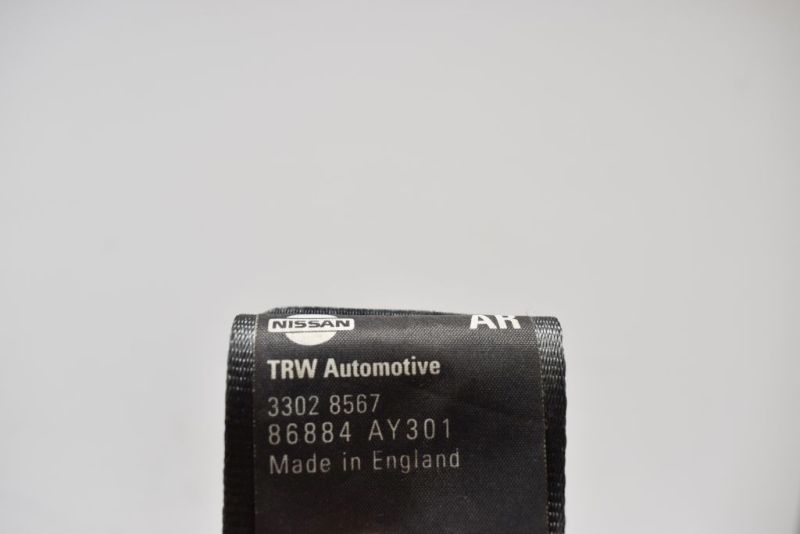 NISSAN AR
TRW Automotive
3302 8567
86884 AY301
Made in England